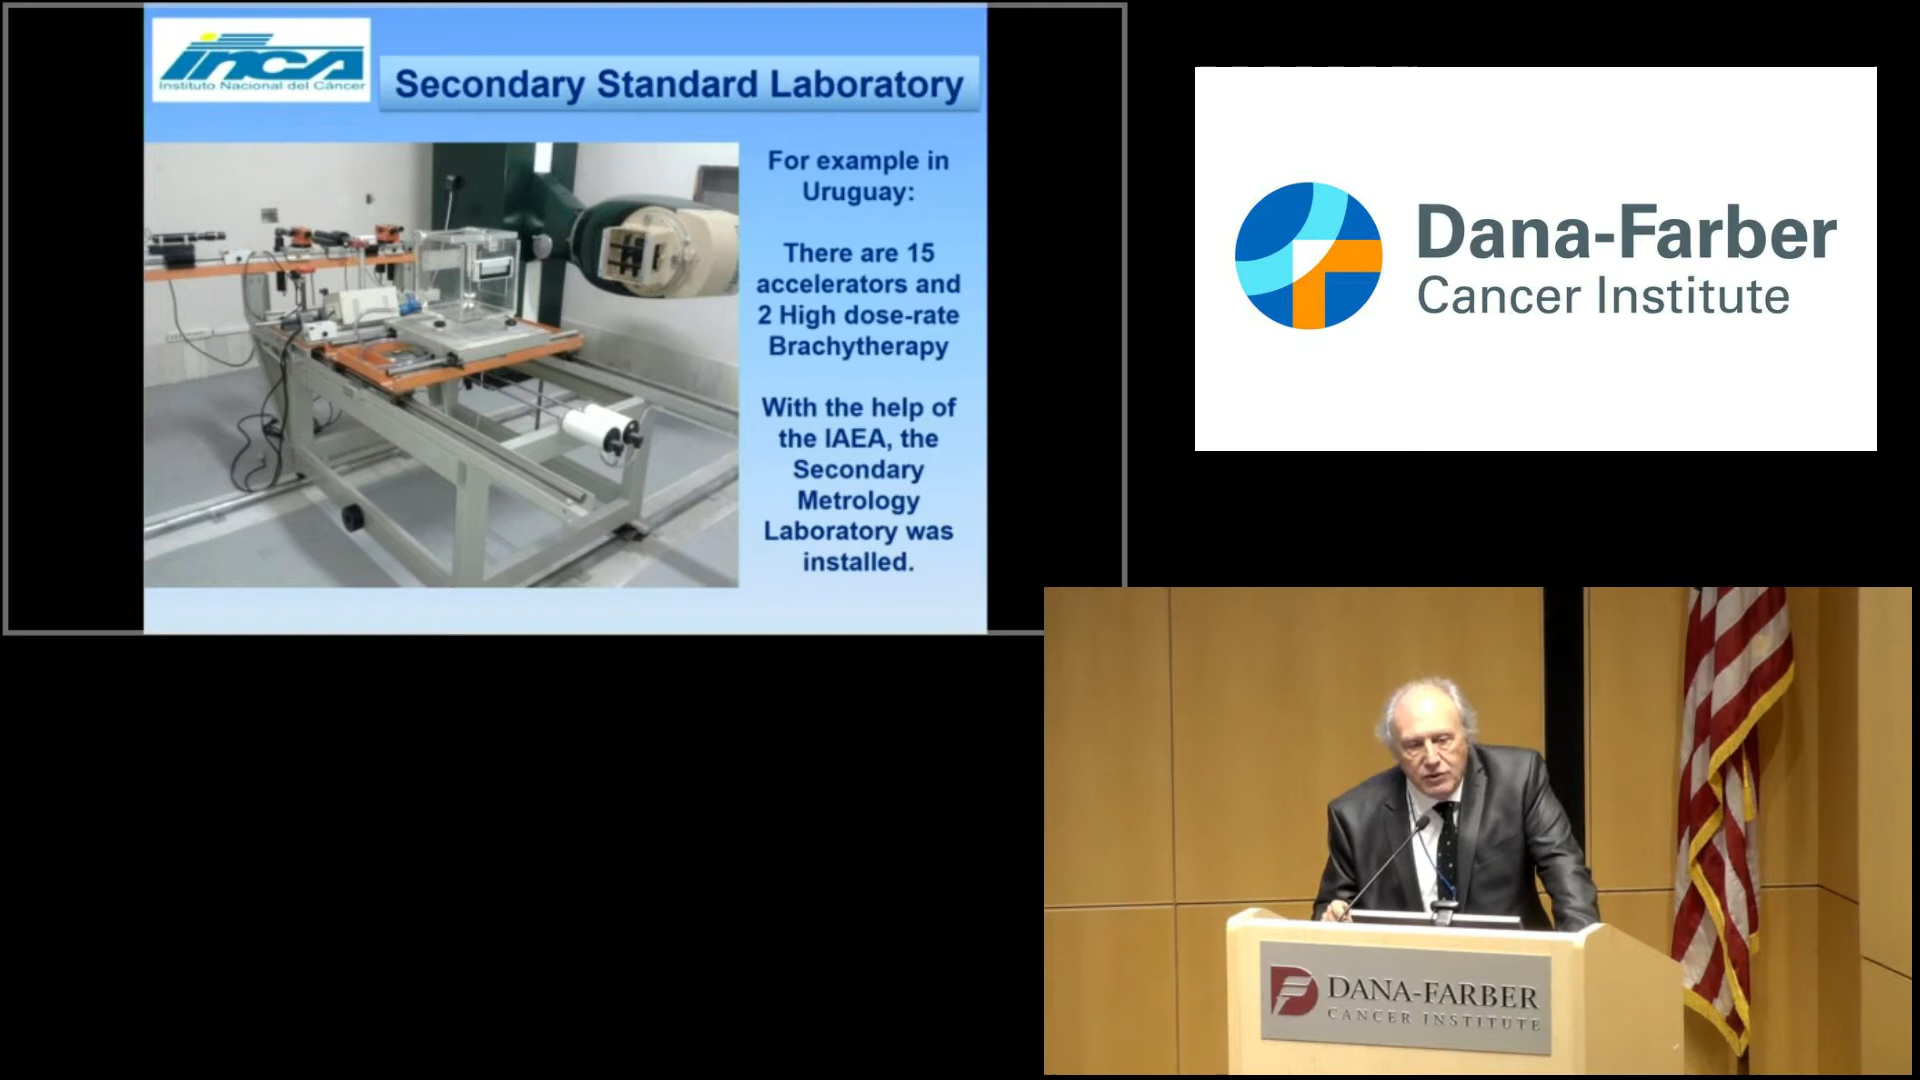 inca
Instituto Nacional del Cáncer
Secondary Standard Laboratory
For example in
Uruguay:
There are 15
accelerators and
2 High dose-rate
Brachytherapy
With the help of
the IAEA, the
Secondary
Metrology
Laboratory was
installed.
Dana-Farber
Cancer Institute
DANA-FARBER
CANCER INSTITUTE